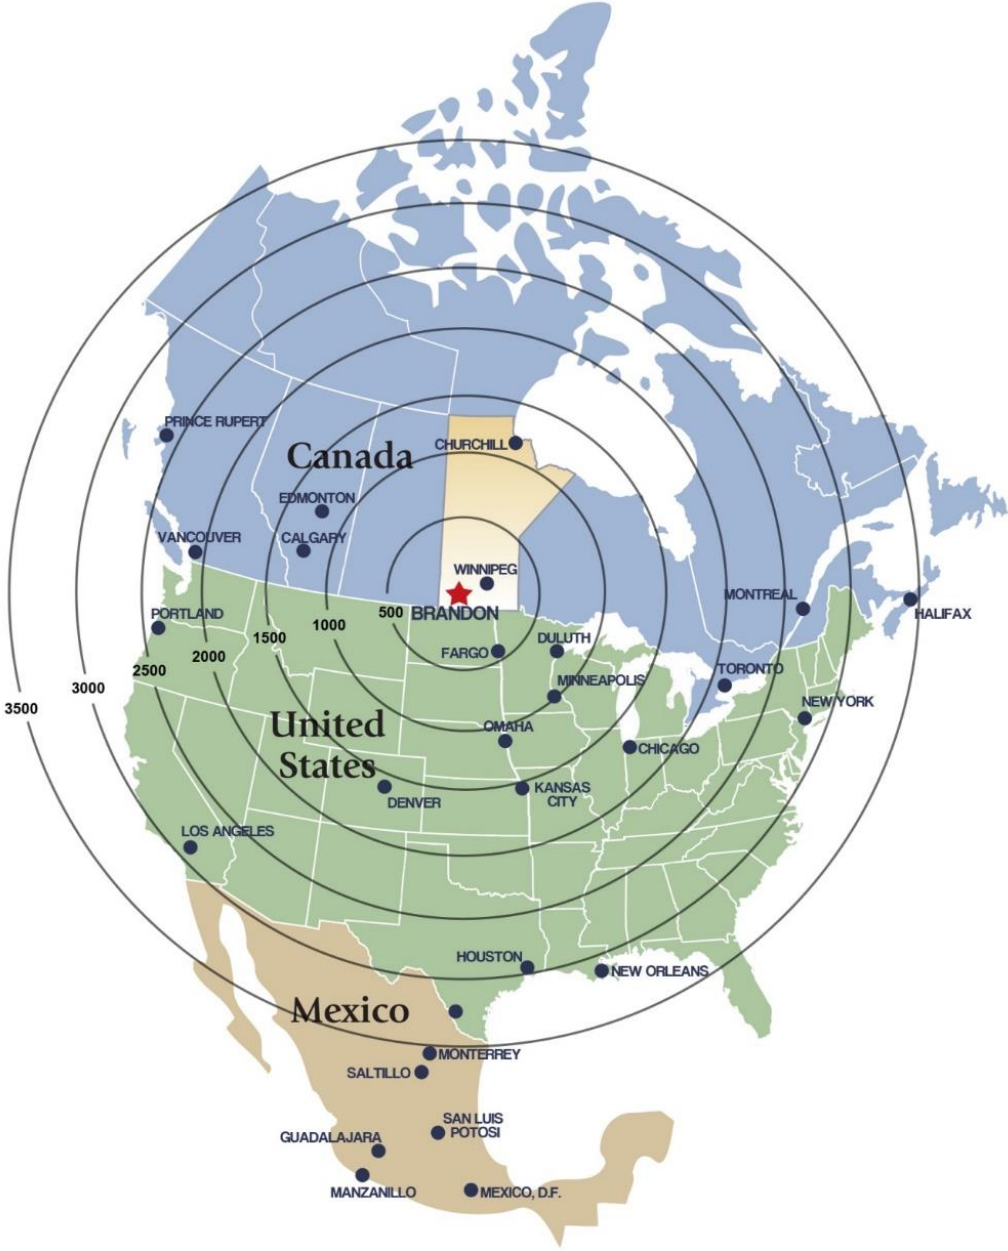 PRINCE RUPERT
CHURCHILL
Canada
EDMONTON
VANCOUVER
CALGARY
WINNIPEG
MONTREAL
500
BRANDON
PORTLAND
HALIFAX
1000
1500
DULUTH
FARGO
2000
2500
TORONTO
3000
MINNEAPOLIS
3500
NEW YORK
United
States
OMAHA
CHICAGO
KANSAS
CITY
DENVER
LOS ANGELES
HOUSTON
NEW ORLEANS
Mexico
MONTERREY
SALTILLO
SAN LUIS
POTOSI
GUADALAJARA
MANZANILLO
MEXICO, D.F.